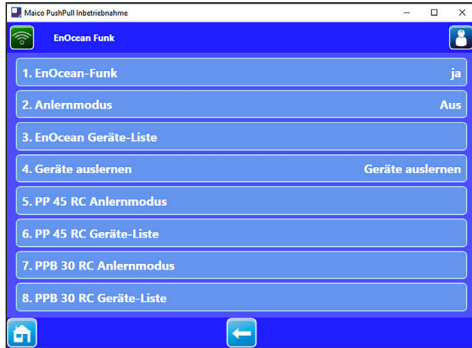 Maico PushPull Inbetriebnahme
EnOcean Funk
1. EnOcean-Funk ja
2. Anlernmodus Aus
3. EnOcean Geräte-Liste
4. Geräte auslernen Geräte auslernen
5. PP 45 RC Anlernmodus
6. PP 45 RC Geräte-Liste
7. PPB 30 RC Anlernmodus
8. PPB 30 RC Geräte-Liste